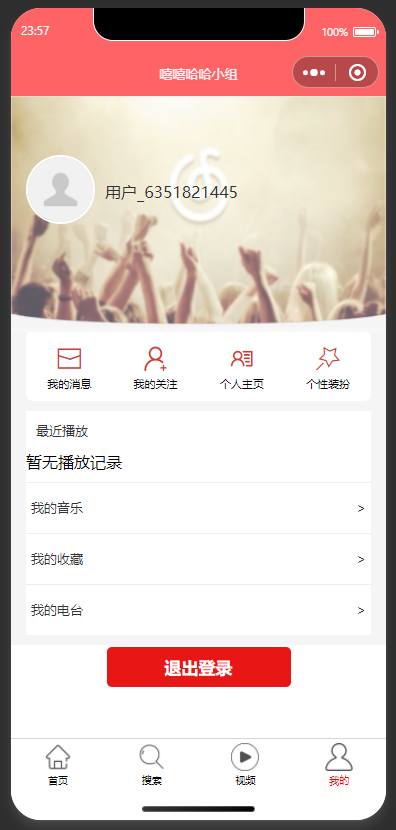 23:57
100%
嘻嘻哈哈小组
用户_6351821445
我的消息
我的关注
个人主页
个性装扮
最近播放
暂无播放记录
我的音乐 >
我的收藏 >
我的电台 >
退出登录
首页
搜索
视频
我的